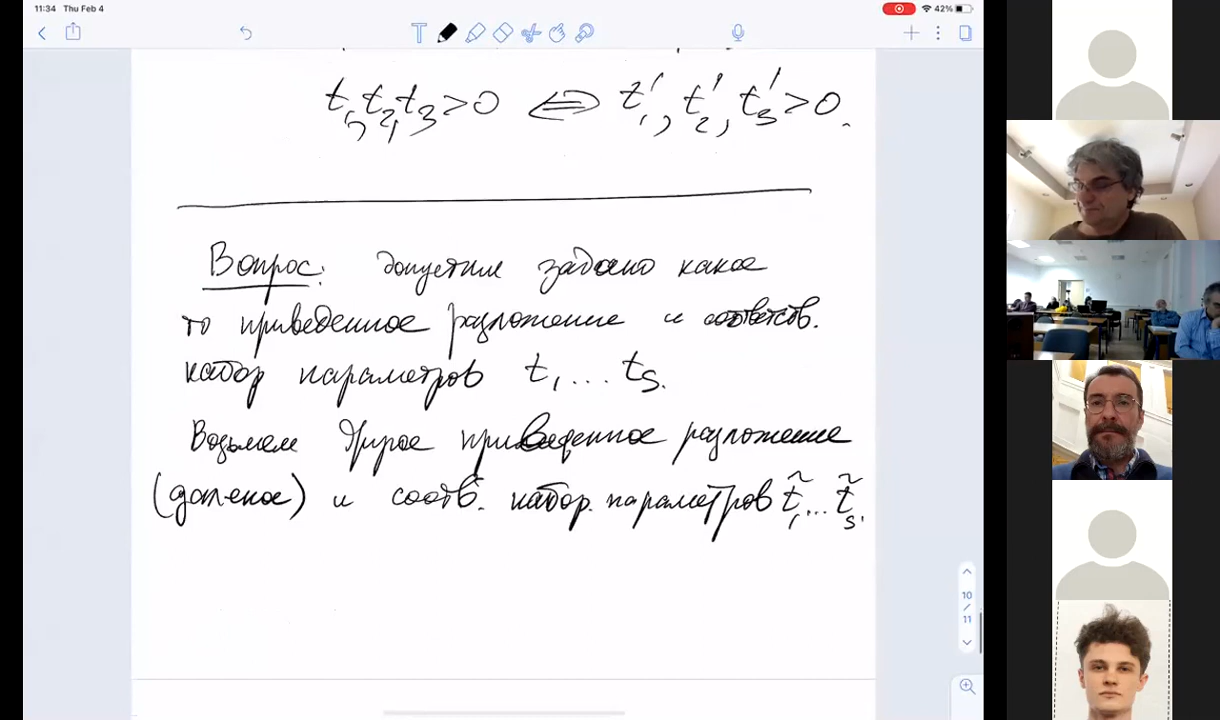 11:34 Thu Feb 4
42%
t₁, t₂, t₃ > 0 ⟺ t′₁, t′₂, t′₃ > 0.
Вопрос: допустим задано какое
то приведенное разложение и соответств.
набор параметров t₁ ... tₛ.
Возьмем другое приведенное разложение
(далекое) и соотв. набор. параметров t̃₁ ... t̃ₛ.
10
/
11